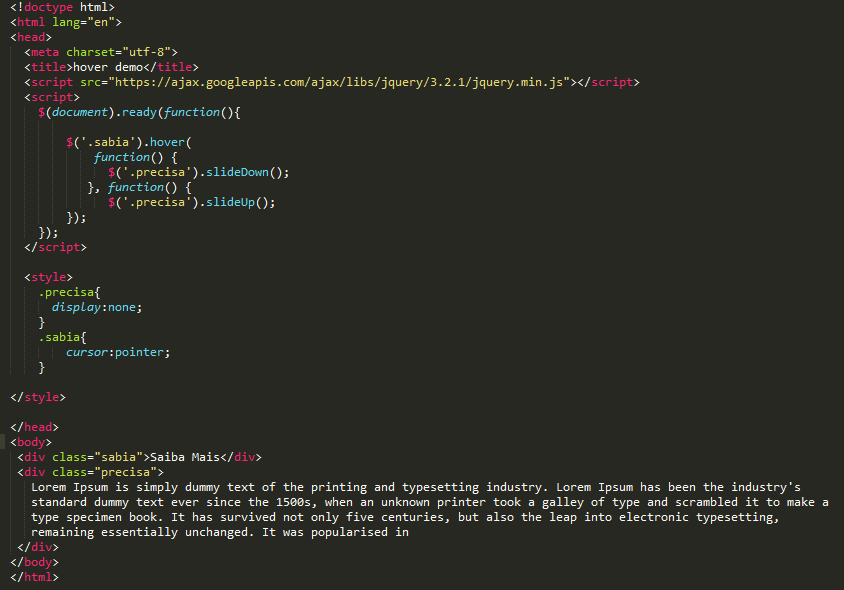 <!doctype html>
<html lang="en">
<head>
<meta charset="utf-8">
<title>hover demo</title>
<script src="https://ajax.googleapis.com/ajax/libs/jquery/3.2.1/jquery.min.js"></script>
<script>
$(document).ready(function(){
$('.sabia').hover(
function() {
$('.precisa').slideDown();
}, function() {
$('.precisa').slideUp();
});
});
</script>
<style>
.precisa{
display:none;
}
.sabia{
cursor:pointer;
}
</style>
</head>
<body>
<div class="sabia">Saiba Mais</div>
<div class="precisa">
Lorem Ipsum is simply dummy text of the printing and typesetting industry. Lorem Ipsum has been the industry's
standard dummy text ever since the 1500s, when an unknown printer took a galley of type and scrambled it to make a
type specimen book. It has survived not only five centuries, but also the leap into electronic typesetting,
remaining essentially unchanged. It was popularised in
</div>
</body>
</html>